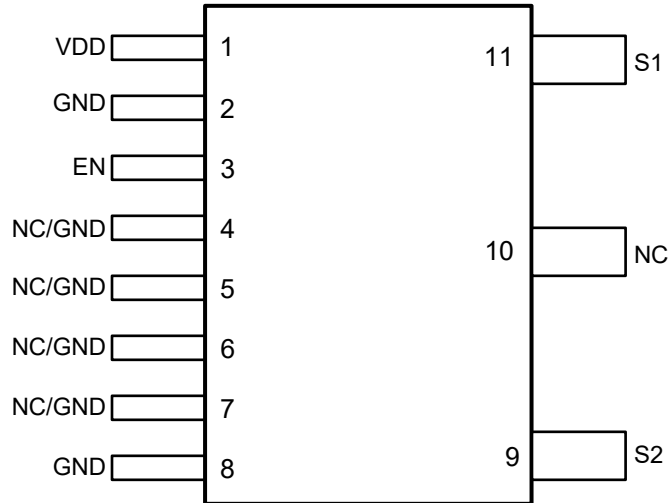 VDD 1 11 S1
GND 2
EN 3
NC/GND 4 10 NC
NC/GND 5
NC/GND 6
NC/GND 7
GND 8 9 S2